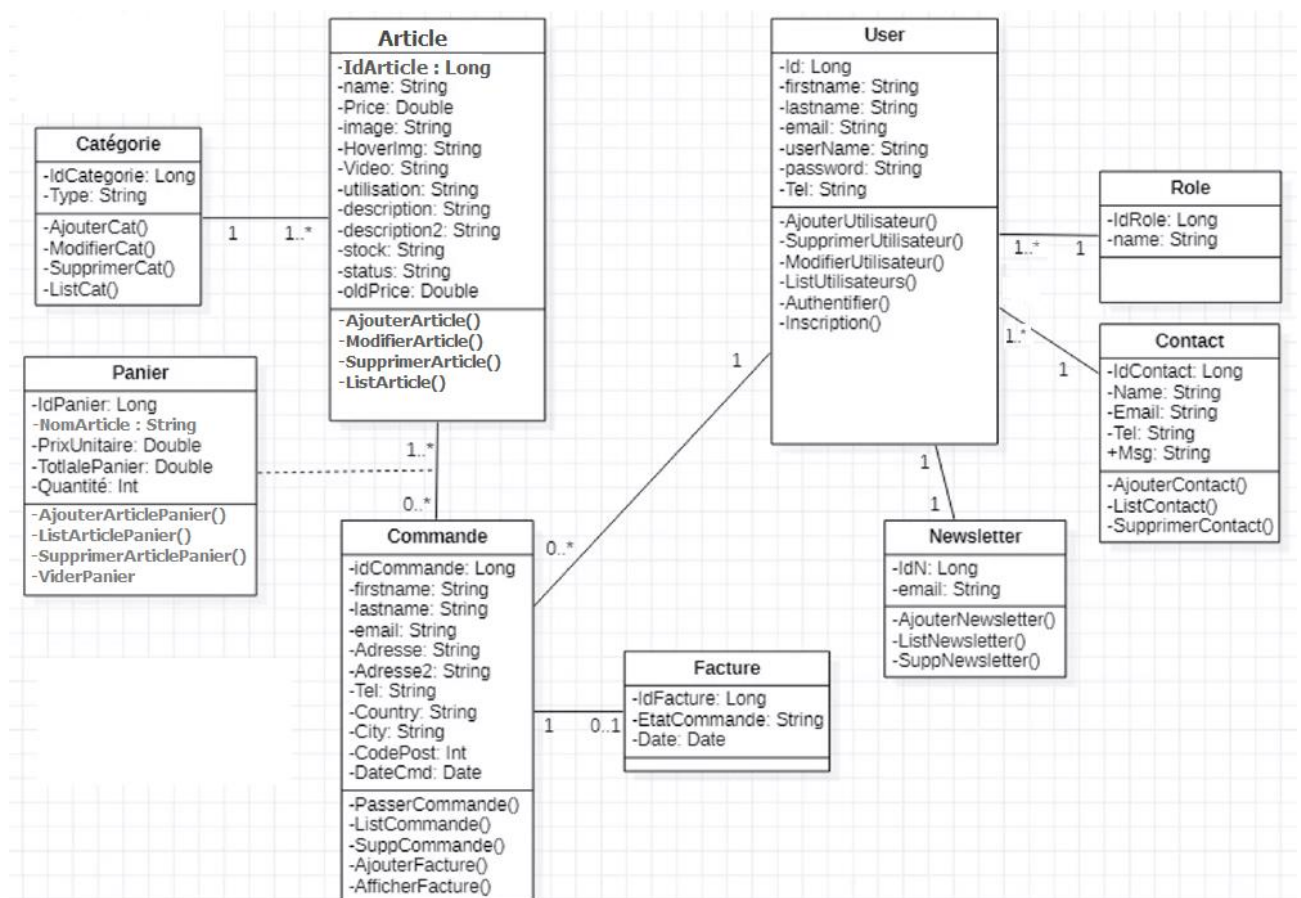 Article
-IdArticle : Long
-name: String
-Price: Double
-image: String
-HoverImg: String
-Video: String
-utilisation: String
-description: String
-description2: String
-stock: String
-status: String
-oldPrice: Double
-AjouterArticle()
-ModifierArticle()
-SupprimerArticle()
-ListArticle()
User
-Id: Long
-firstname: String
-lastname: String
-email: String
-userName: String
-password: String
-Tel: String
-AjouterUtilisateur()
-SupprimerUtilisateur()
-ModifierUtilisateur()
-ListUtilisateurs()
-Authentifier()
-Inscription()
Catégorie
-IdCategorie: Long
-Type: String
-AjouterCat()
-ModifierCat()
-SupprimerCat()
-ListCat()
1
1..*
Role
-IdRole: Long
-name: String
1..*
1
Contact
-IdContact: Long
-Name: String
-Email: String
-Tel: String
+Msg: String
-AjouterContact()
-ListContact()
-SupprimerContact()
1..*
1
Panier
-IdPanier: Long
-NomArticle : String
-PrixUnitaire: Double
-TotlalePanier: Double
-Quantité: Int
-AjouterArticlePanier()
-ListArticlePanier()
-SupprimerArticlePanier()
-ViderPanier
1..*
0..*
1
0..*
1
1
Commande
-idCommande: Long
-firstname: String
-lastname: String
-email: String
-Adresse: String
-Adresse2: String
-Tel: String
-Country: String
-City: String
-CodePost: Int
-DateCmd: Date
-PasserCommande()
-ListCommande()
-SuppCommande()
-AjouterFacture()
-AfficherFacture()
Newsletter
-IdN: Long
-email: String
-AjouterNewsletter()
-ListNewsletter()
-SuppNewsletter()
1
0..1
Facture
-IdFacture: Long
-EtatCommande: String
-Date: Date